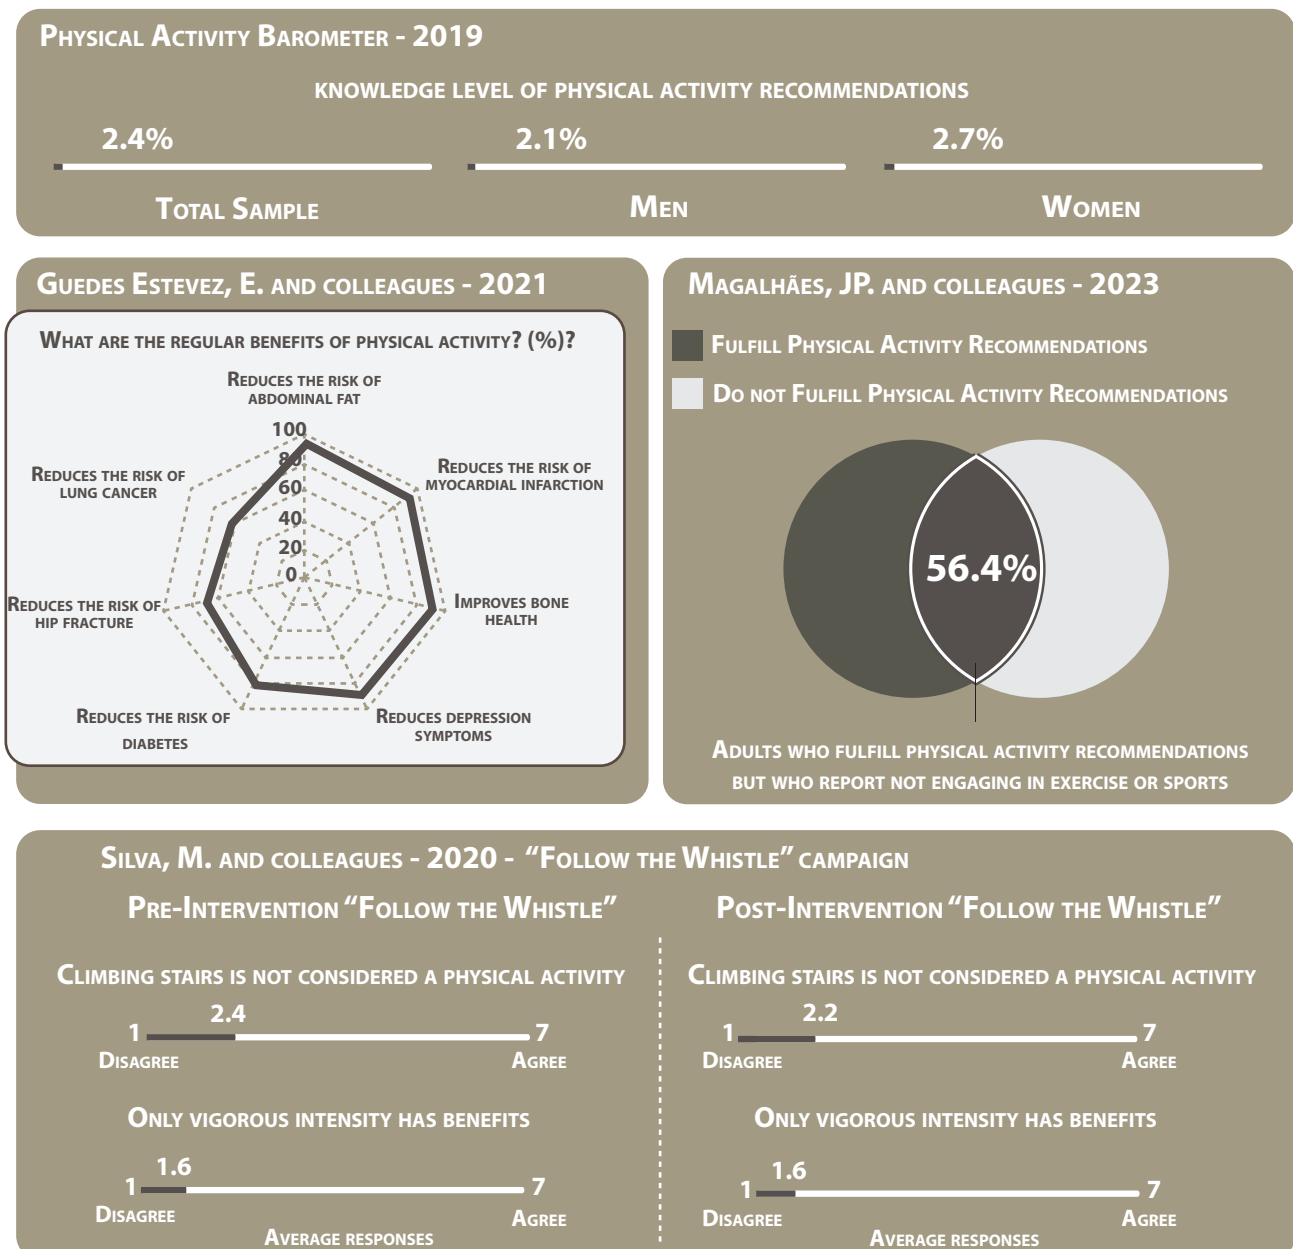 Physical Activity Barometer - 2019
knowledge level of physical activity recommendations
2.4%
2.1%
2.7%
Total Sample
Men
Women
Guedes Estevez, E. and colleagues - 2021
What are the regular benefits of physical activity? (%)?
Reduces the risk of
abdominal fat
100
80
60
40
20
0
Reduces the risk of
myocardial infarction
Improves bone
health
Reduces depression
symptoms
Reduces the risk of
diabetes
Reduces the risk of
hip fracture
Reduces the risk of
lung cancer
Magalhães, JP. and colleagues - 2023
Fulfill Physical Activity Recommendations
Do not Fulfill Physical Activity Recommendations
56.4%
Adults who fulfill physical activity recommendations
but who report not engaging in exercise or sports
Silva, M. and colleagues - 2020 - “Follow the Whistle” campaign
Pre-Intervention “Follow the Whistle”
Climbing stairs is not considered a physical activity
2.4
1
7
Disagree
Agree
Only vigorous intensity has benefits
1.6
1
7
Disagree
Agree
Average responses
Post-Intervention “Follow the Whistle”
Climbing stairs is not considered a physical activity
2.2
1
7
Disagree
Agree
Only vigorous intensity has benefits
1.6
1
7
Disagree
Agree
Average responses